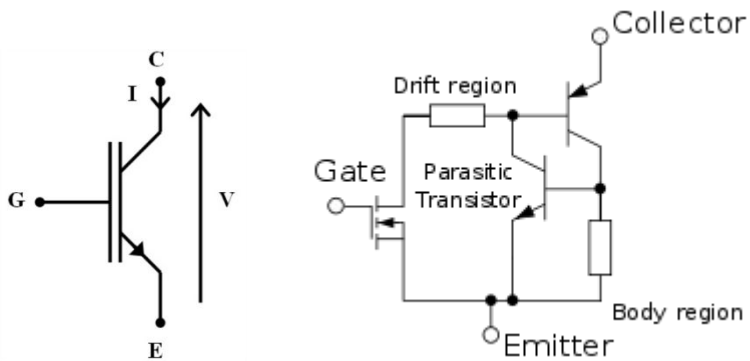 C
I
G
V
E
Collector
Drift region
Gate
Parasitic
Transistor
Body region
Emitter